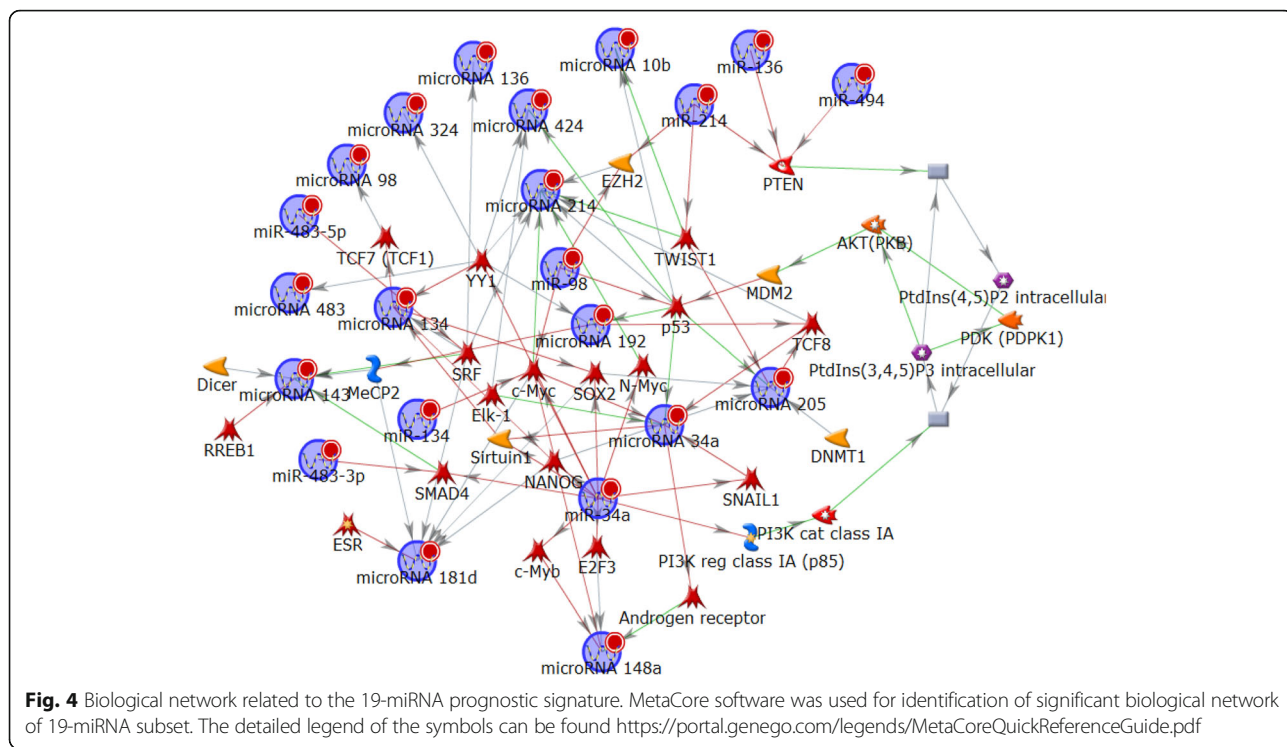 microRNA 136
microRNA 10b
miR-136
miR-494
microRNA 324
microRNA 424
miR-214
microRNA 98
EZH2
PTEN
microRNA 214
miR-483-5p
TCF7 (TCF1)
AKT(PKB)
TWIST1
YY1
miR-98
MDM2
PtdIns(4,5)P2 intracellular
microRNA 483
microRNA 134
p53
PDK (PDPK1)
microRNA 192
TCF8
PtdIns(3,4,5)P3 intracellular
Dicer
SRF
microRNA 143
MeCP2
c-Myc
SOX2
N-Myc
Elk-1
microRNA 205
RREB1
miR-134
microRNA 34a
Sirtuin1
DNMT1
miR-483-3p
SMAD4
NANOG
miR-34a
SNAIL1
ESR
PI3K cat class IA
PI3K reg class IA (p85)
c-Myb
E2F3
microRNA 181d
Androgen receptor
microRNA 148a
Fig. 4 Biological network related to the 19-miRNA prognostic signature. MetaCore software was used for identification of significant biological network
of 19-miRNA subset. The detailed legend of the symbols can be found https://portal.genego.com/legends/MetaCoreQuickReferenceGuide.pdf